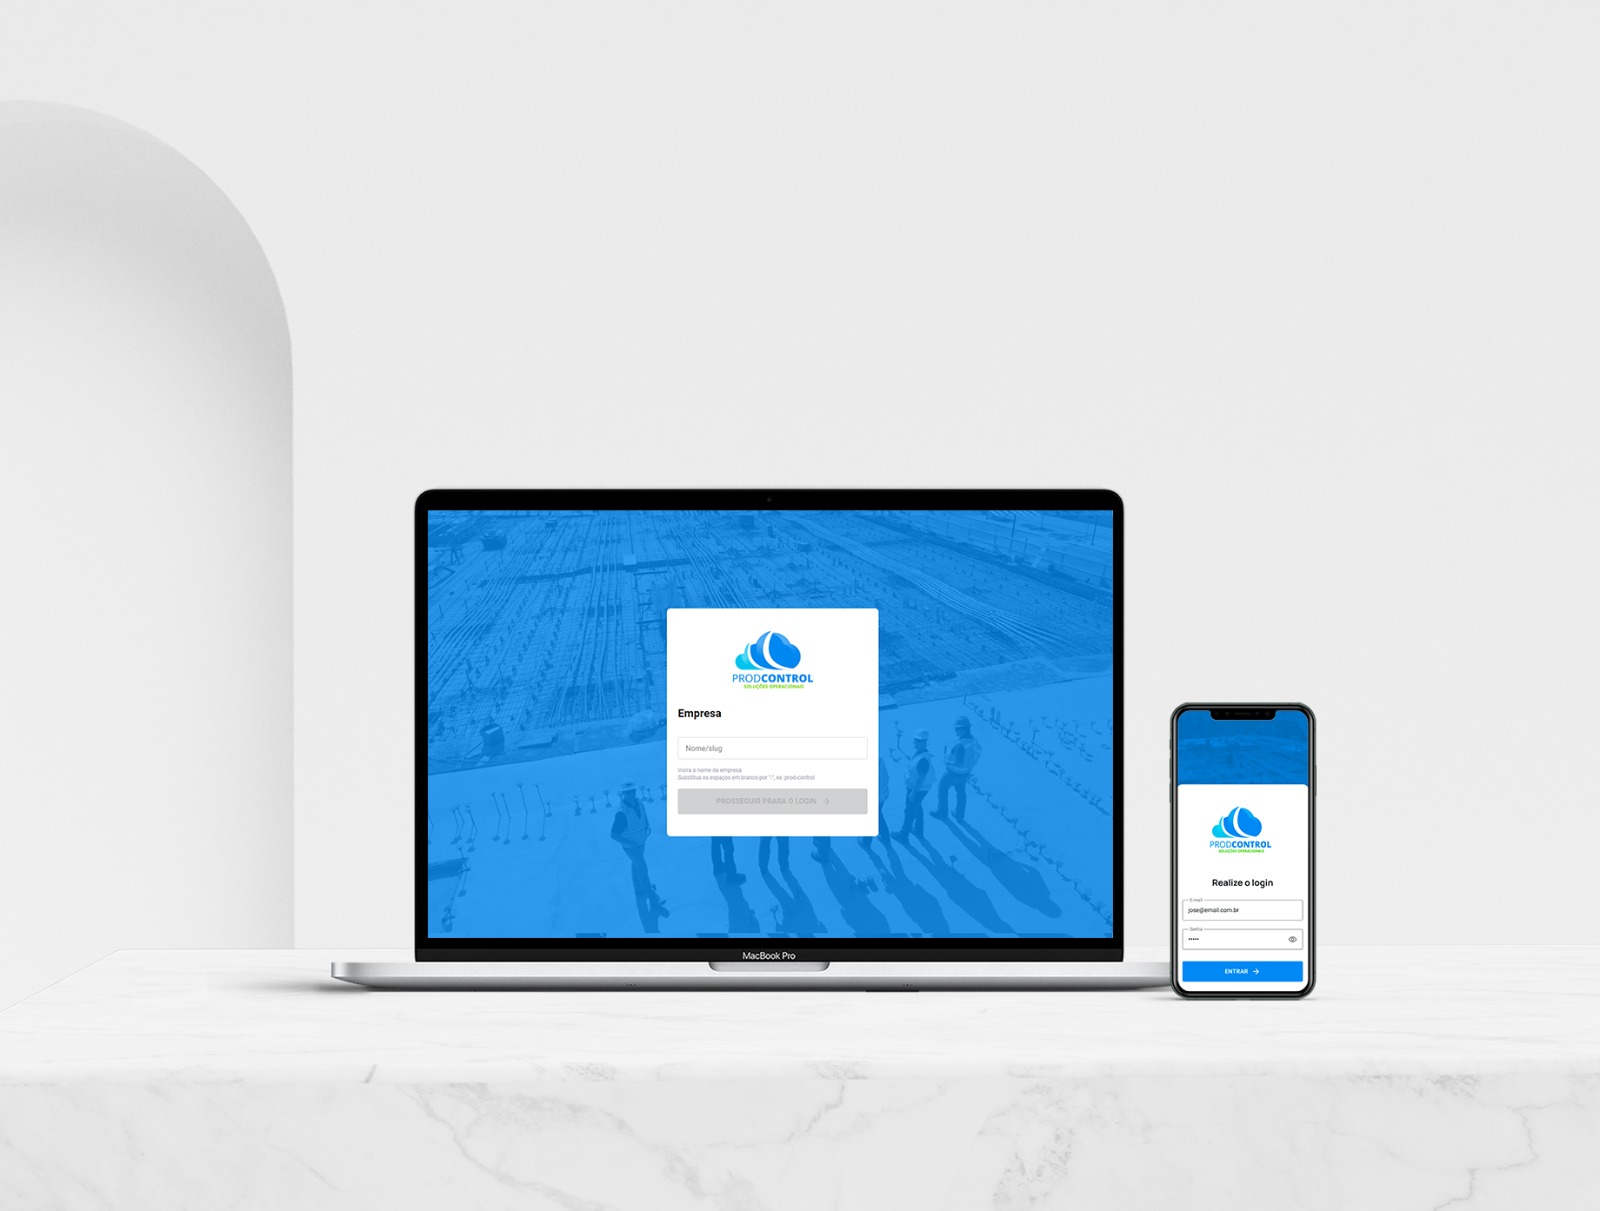 PRODCONTROL
SOLUÇÕES OPERACIONAIS
Empresa
Nome/slug
Insira o nome da empresa
Substitua os espaços em branco por "-", ex: prod-control
PROSSEGUIR PRARA O LOGIN
MacBook Pro
PRODCONTROL
SOLUÇÕES OPERACIONAIS
Realize o login
E-mail
jose@email.com.br
Senha
•••••
ENTRAR